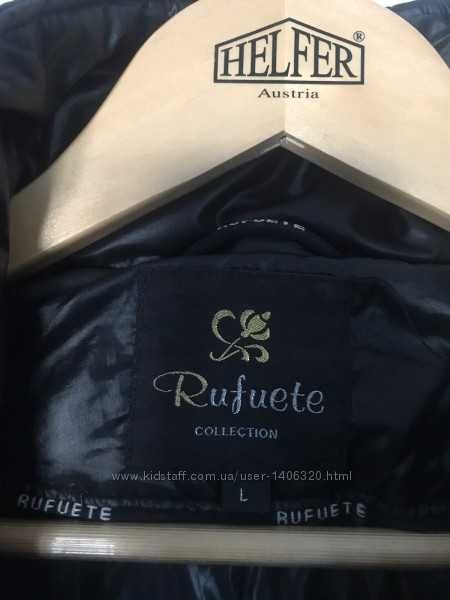 HELFER®
Austria
RUFUETE
Rufuete
COLLECTION
www.kidstaff.com.ua/user-1406320.html
L
RUFUETE
RUFUETE